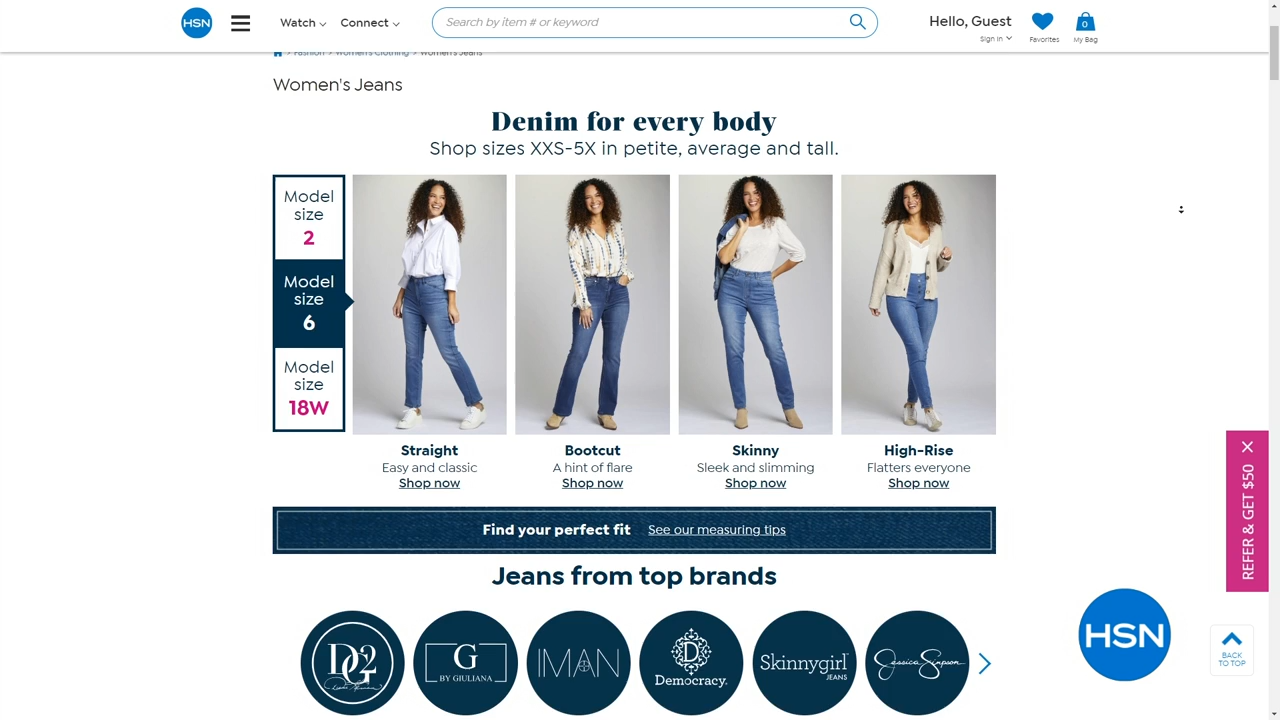 HSN
Watch
Connect
Search by item # or keyword
Hello, Guest
Sign In
Favorites
0
My Bag
> Fashion > Women's Clothing > Women's Jeans
Women's Jeans
Denim for every body
Shop sizes XXS-5X in petite, average and tall.
Model
size
2
Model
size
6
Model
size
18W
Straight
Easy and classic
Shop now
Bootcut
A hint of flare
Shop now
Skinny
Sleek and slimming
Shop now
High-Rise
Flatters everyone
Shop now
Find your perfect fit See our measuring tips
REFER & GET $50
Jeans from top brands
DG2
G
BY GIULIANA
IMAN
D
Democracy.
Skinnygirl
JEANS
Jessica Simpson
HSN
BACK
TO TOP